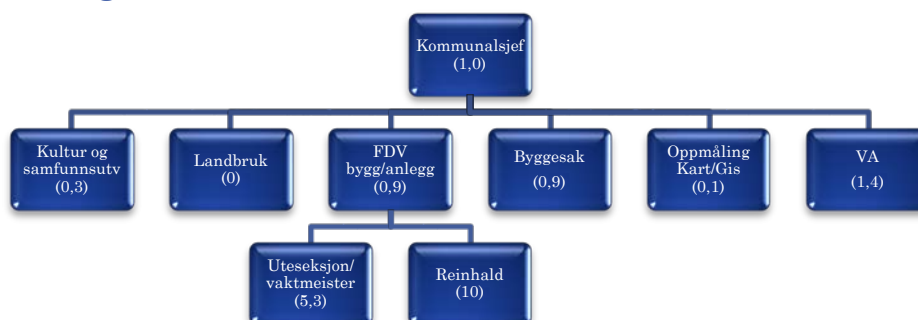 Kommunalsjef
(1,0)
Kultur og
samfunnsutv
(0,3)
Landbruk
(0)
FDV
bygg/anlegg
(0,9)
Byggesak
(0,9)
Oppmåling
Kart/Gis
(0,1)
VA
(1,4)
Uteseksjon/
vaktmeister
(5,3)
Reinhald
(10)